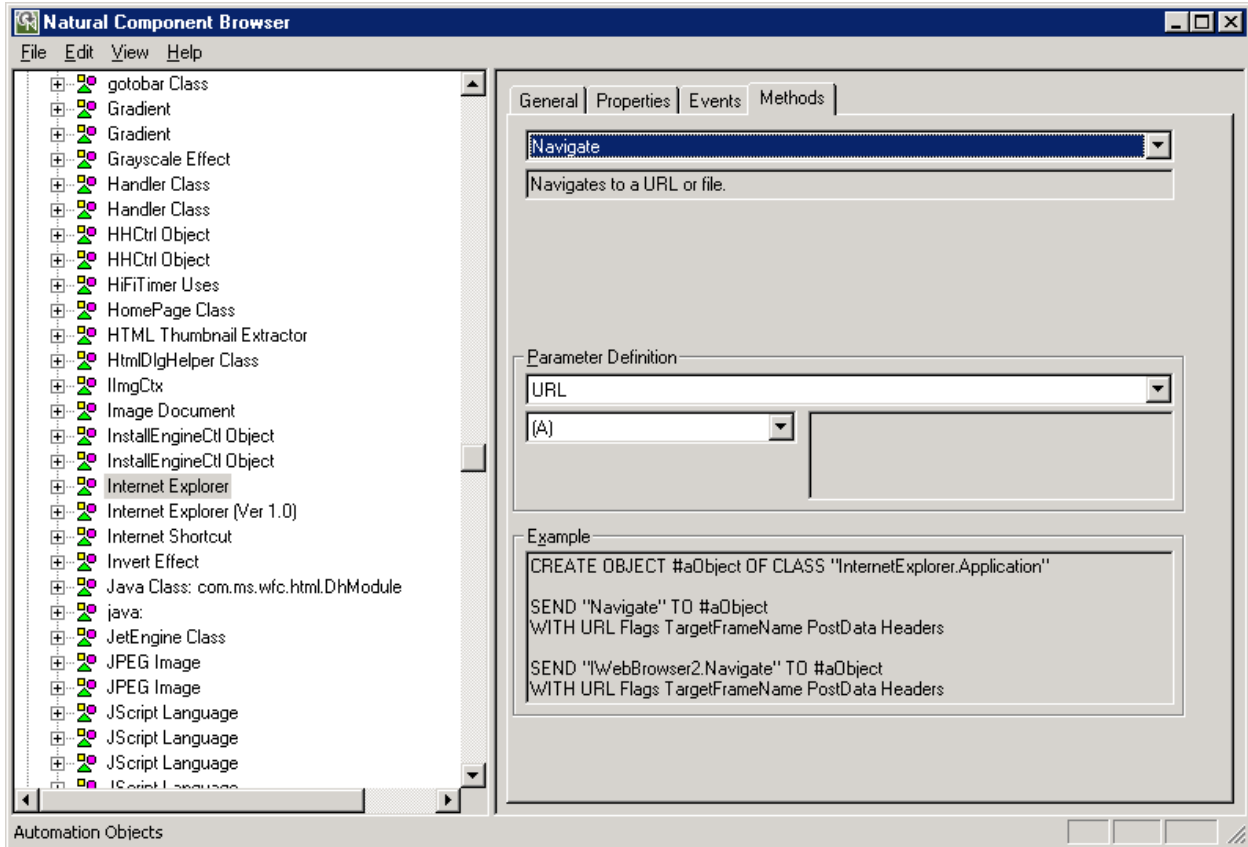 Natural Component Browser
File Edit View Help
gotobar Class
Gradient
Gradient
Grayscale Effect
Handler Class
Handler Class
HHCtrl Object
HHCtrl Object
HiFiTimer Uses
HomePage Class
HTML Thumbnail Extractor
HtmlDlgHelper Class
IImgCtx
Image Document
InstallEngineCtl Object
InstallEngineCtl Object
Internet Explorer
Internet Explorer (Ver 1.0)
Internet Shortcut
Invert Effect
Java Class: com.ms.wfc.html.DhModule
java:
JetEngine Class
JPEG Image
JPEG Image
JScript Language
JScript Language
JScript Language
JScript Language
General Properties Events Methods
Navigate
Navigates to a URL or file.
Parameter Definition
URL
(A)
Example
CREATE OBJECT #aObject OF CLASS "InternetExplorer.Application"
SEND "Navigate" TO #aObject
WITH URL Flags TargetFrameName PostData Headers
SEND "IWebBrowser2.Navigate" TO #aObject
WITH URL Flags TargetFrameName PostData Headers
Automation Objects